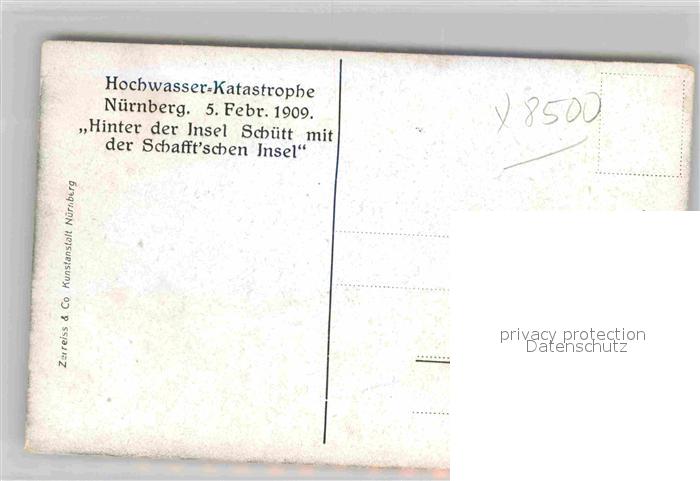 Hochwasser-Katastrophe
Nürnberg. 5. Febr. 1909.
„Hinter der Insel Schütt mit
der Schafft'schen Insel“
x 8500
Zerreiss & Co. Kunstanstalt Nürnberg
privacy protection
Datenschutz